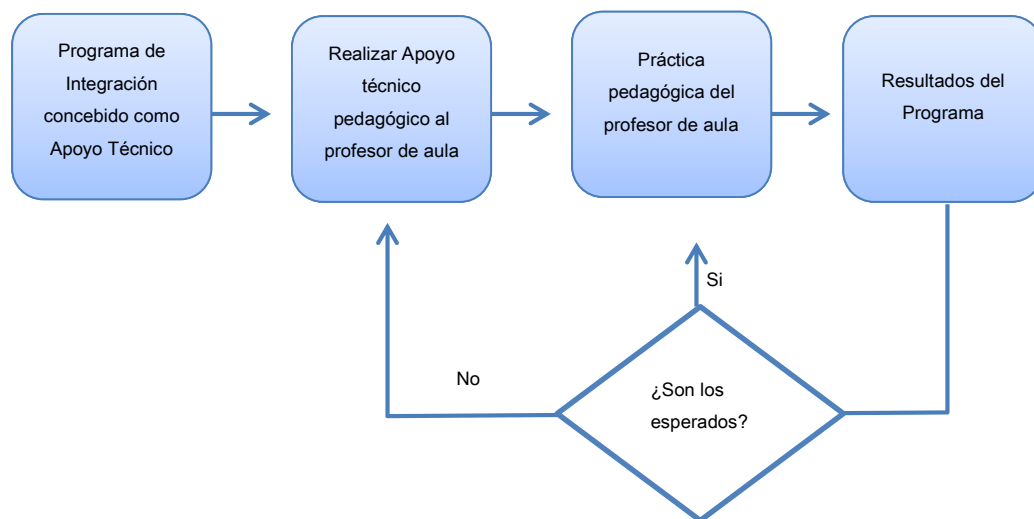 Programa de
Integración
concebido como
Apoyo Técnico
Realizar Apoyo
técnico
pedagógico al
profesor de aula
Práctica
pedagógica del
profesor de aula
Resultados del
Programa
Si
No
¿Son los
esperados?